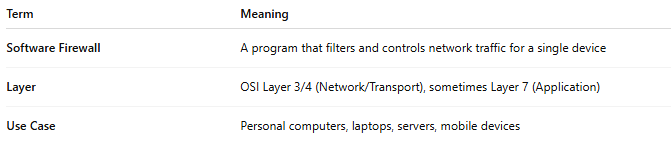 Term Meaning
Software Firewall A program that filters and controls network traffic for a single device
Layer OSI Layer 3/4 (Network/Transport), sometimes Layer 7 (Application)
Use Case Personal computers, laptops, servers, mobile devices